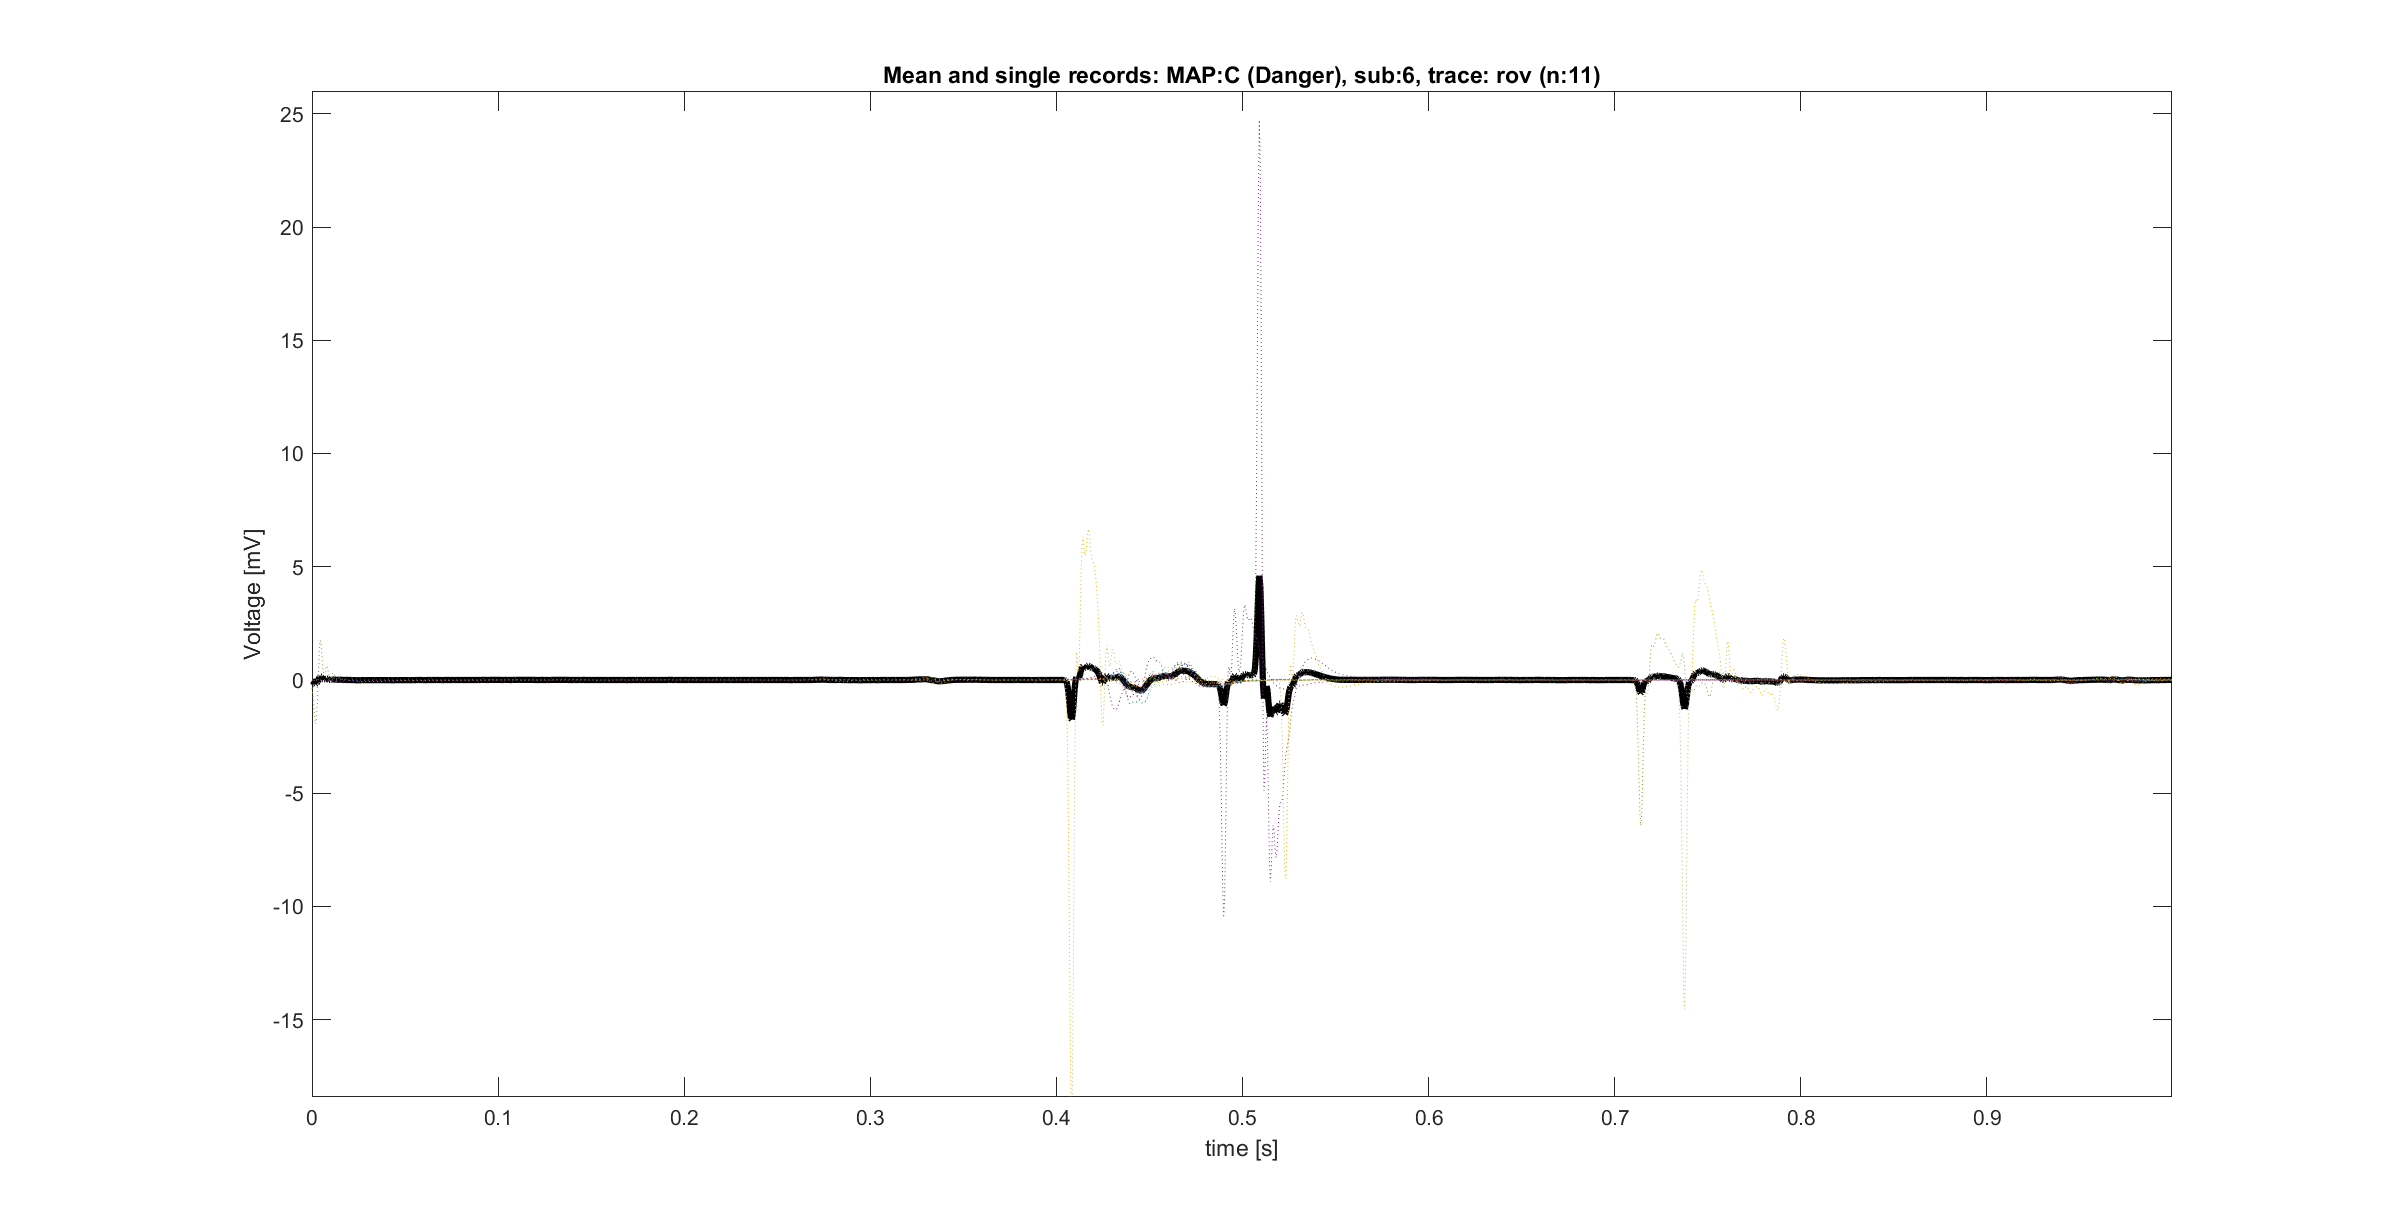 Mean and single records: MAP:C (Danger), sub:6, trace: rov (n:11)
25
20
15
10
5
0
-5
-10
-15
Voltage [mV]
0 0.1 0.2 0.3 0.4 0.5 0.6 0.7 0.8 0.9
time [s]